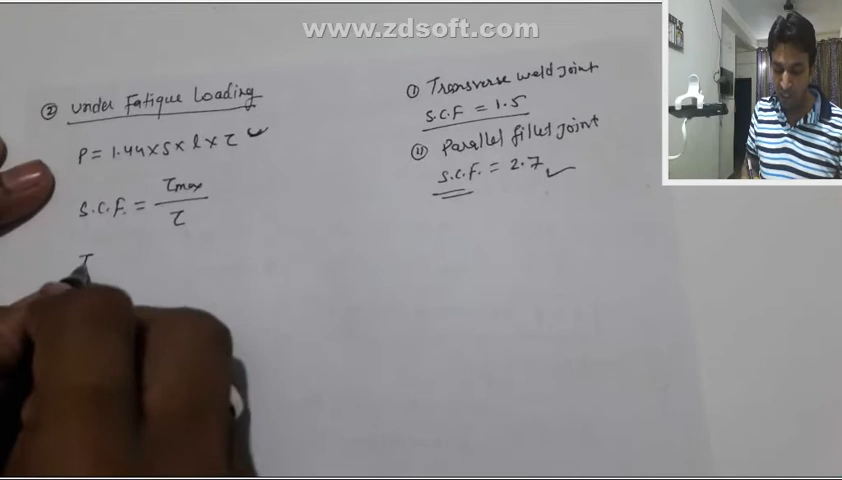 www.zdsoft.com
② Under Fatigue Loading
P = 1.44 × S × l × τ
S.C.F. = τmax / τ
τ
① Transverse weld joint
S.C.F = 1.5
② Parallel fillet joint
S.C.F. = 2.7